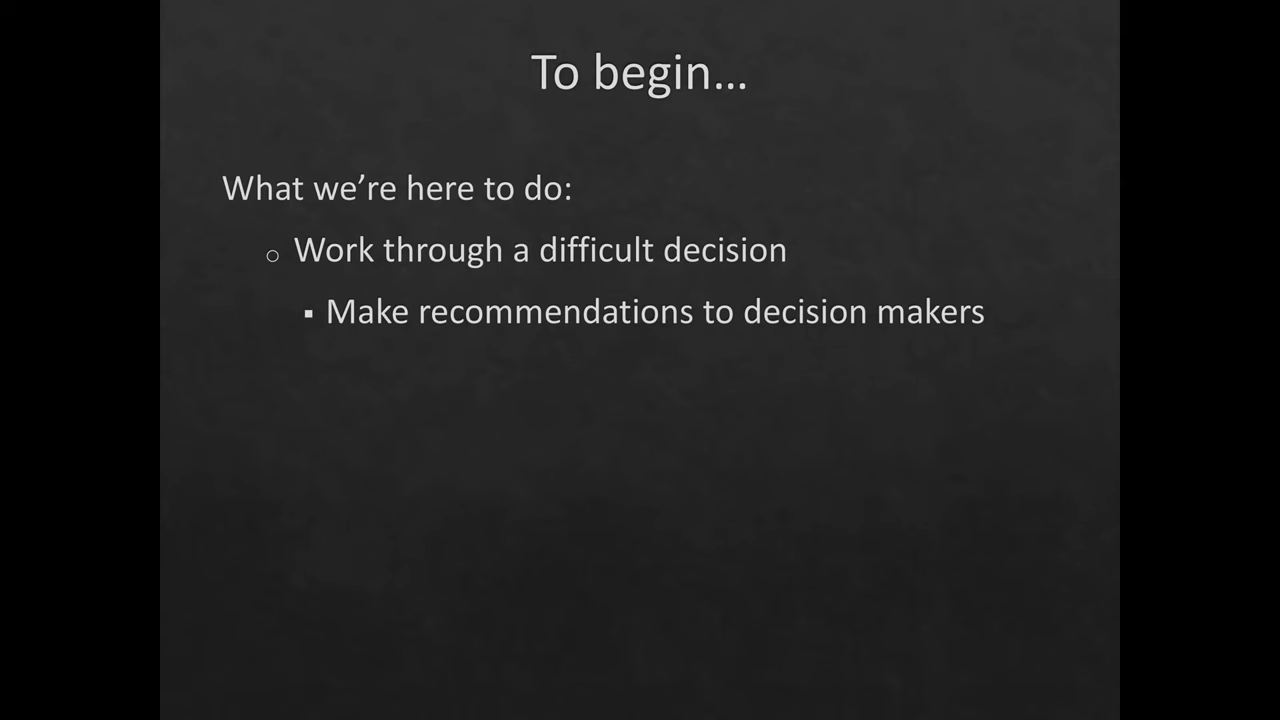 To begin…
What we’re here to do:
○ Work through a difficult decision
▪ Make recommendations to decision makers